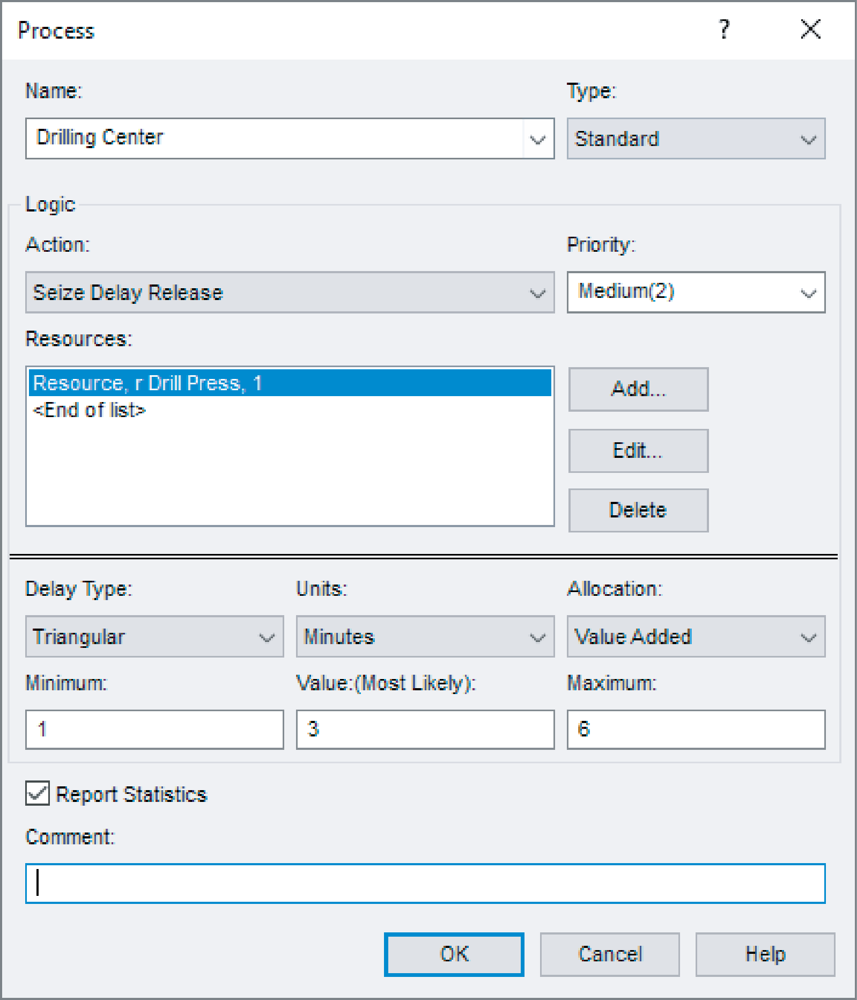 Process ?
Name: Type:
Drilling Center Standard
Logic
Action: Priority:
Seize Delay Release Medium(2)
Resources:
Resource, r Drill Press, 1 Add...
<End of list>
Edit...
Delete
Delay Type: Units: Allocation:
Triangular Minutes Value Added
Minimum: Value:(Most Likely): Maximum:
1 3 6
Report Statistics
Comment:
OK Cancel Help